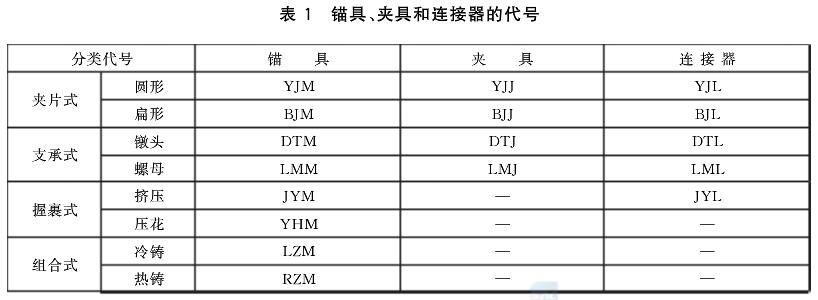 表 1 锚具、夹具和连接器的代号
分类代号 锚具 夹具 连接器
夹片式 圆形 YJM YJJ YJL
扁形 BJM BJJ BJL
支承式 镦头 DTM DTJ DTL
螺母 LMM LMJ LML
握裹式 挤压 JYM — JYL
压花 YHM — —
组合式 冷铸 LZM — —
热铸 RZM — —